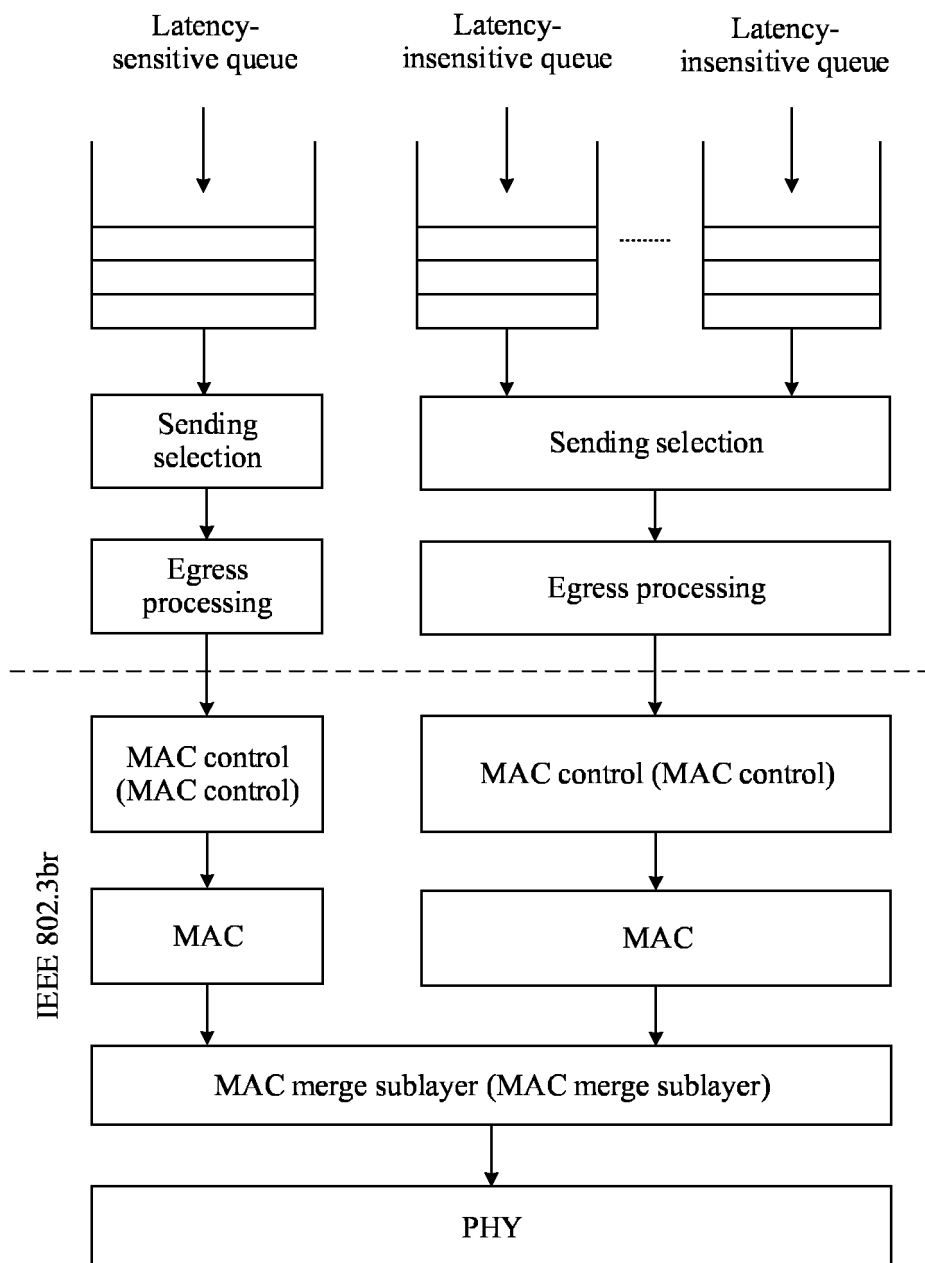 Latency-
sensitive queue
Latency-
insensitive queue
Latency-
insensitive queue
Sending
selection
Sending selection
Egress
processing
Egress processing
MAC control
(MAC control)
MAC control (MAC control)
IEEE 802.3br
MAC
MAC
MAC merge sublayer (MAC merge sublayer)
PHY